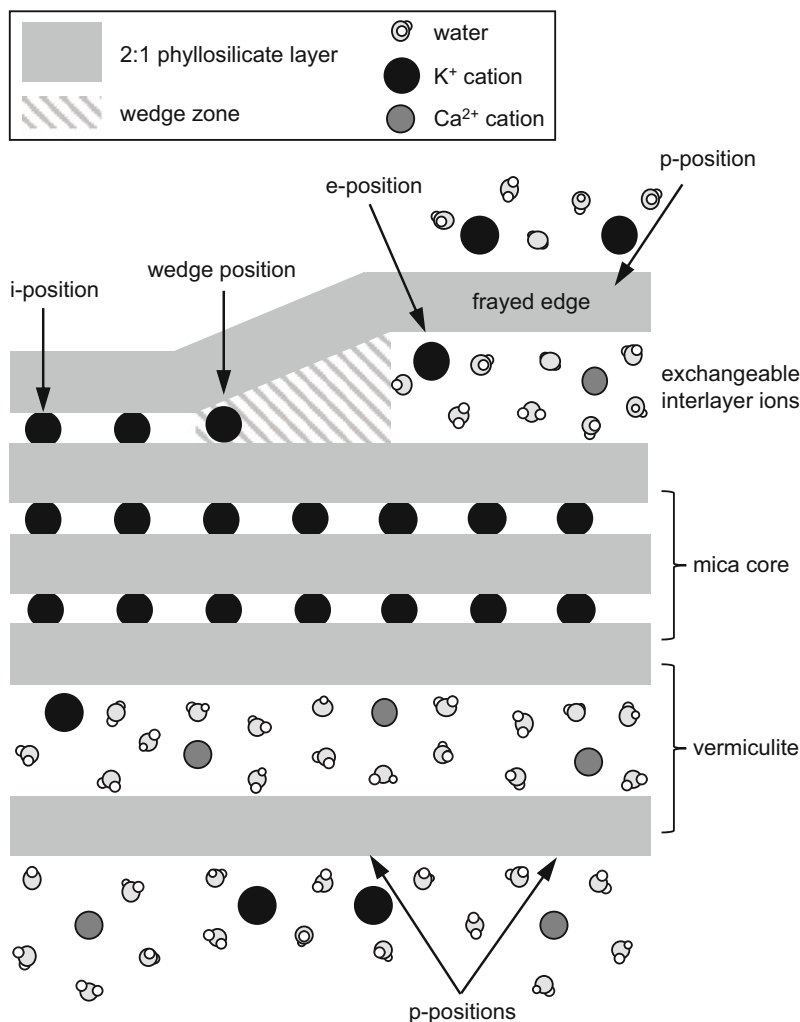 2:1 phyllosilicate layer
wedge zone
water
K⁺ cation
Ca²⁺ cation
p-position
e-position
wedge position
i-position
frayed edge
exchangeable
interlayer ions
mica core
vermiculite
p-positions